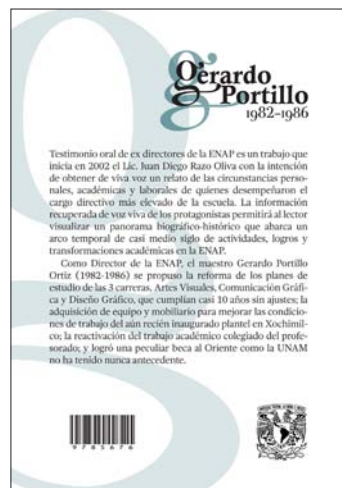 Gerardo
Portillo
1982-1986
Testimonio oral de ex directores de la ENAP es un trabajo que
inicia en 2002 el Lic. Juan Diego Razo Oliva con la intención
de obtener de viva voz un relato de las circunstancias perso-
nales, académicas y laborales de quienes desempeñaron el
cargo directivo más elevado de la escuela. La información
recuperada de voz viva de los protagonistas permitirá al lector
visualizar un panorama biográfico-histórico que abarca un
arco temporal de casi medio siglo de actividades, logros y
transformaciones académicas en la ENAP.
Como Director de la ENAP, el maestro Gerardo Portillo
Ortiz (1982-1986) se propuso la reforma de los planes de
estudio de las 3 carreras, Artes Visuales, Comunicación Gráfi-
ca y Diseño Gráfico, que cumplían casi 10 años sin ajustes; la
adquisición de equipo y mobiliario para mejorar las condicio-
nes de trabajo del aún recién inaugurado plantel en Xochimil-
co; la reactivación del trabajo académico colegiado del profe-
sorado; y logró una peculiar beca al Oriente como la UNAM
no ha tenido nunca antecedente.
9785676